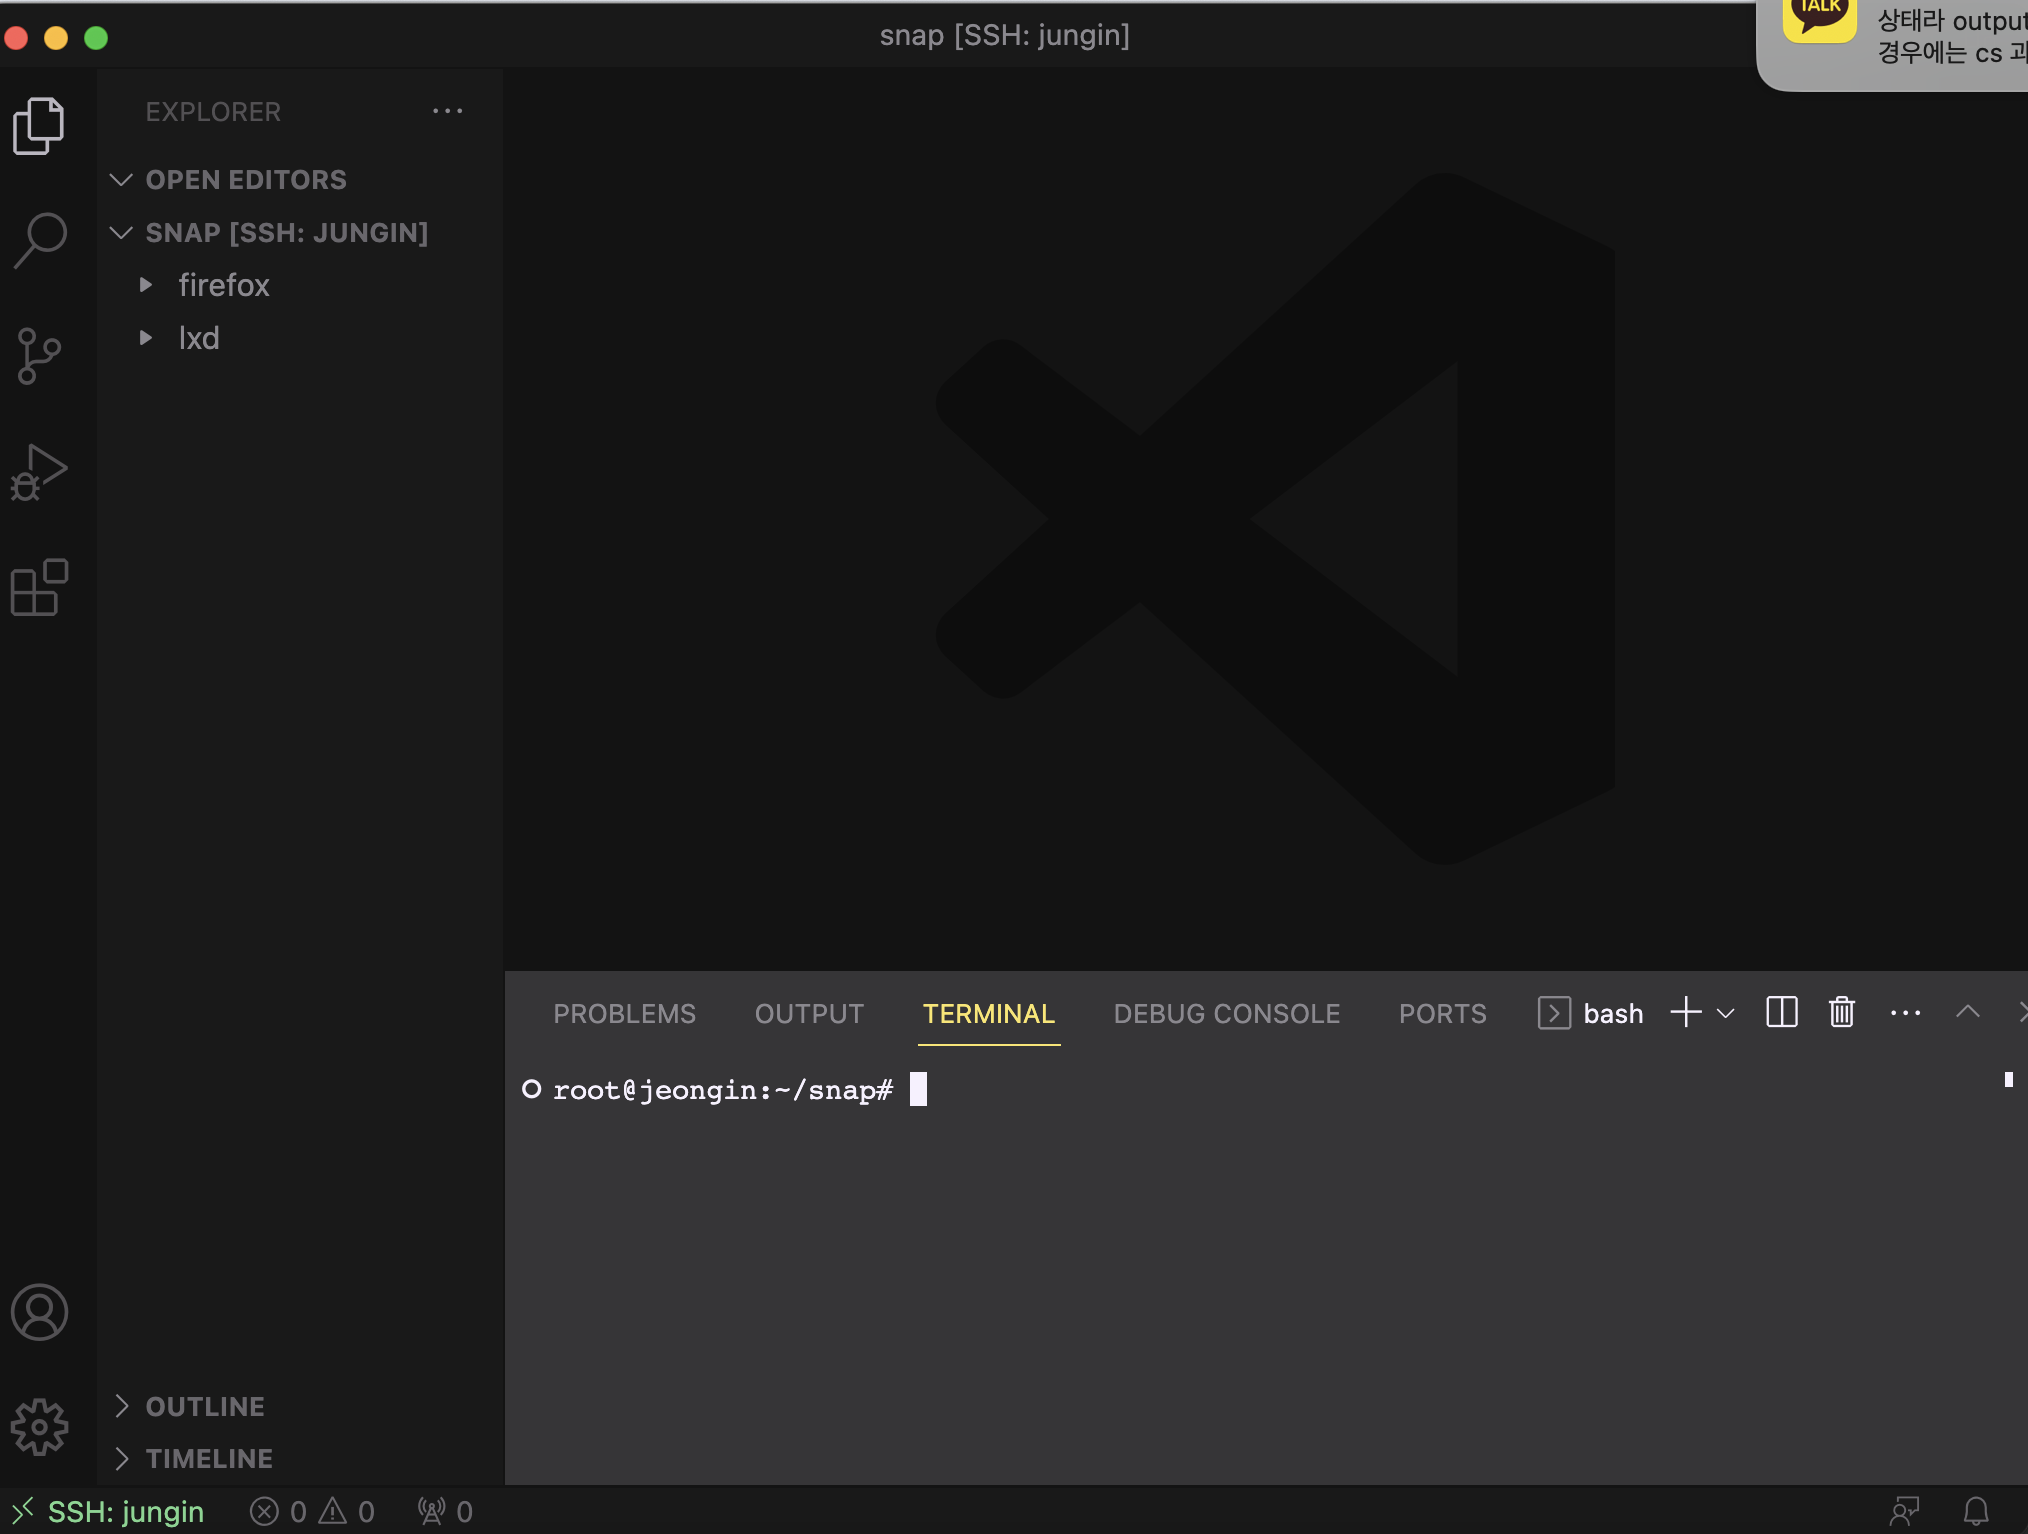 snap [SSH: jungin]
TALK
상태라 output
경우에는 cs 과
EXPLORER
OPEN EDITORS
SNAP [SSH: JUNGIN]
firefox
lxd
PROBLEMS OUTPUT TERMINAL DEBUG CONSOLE PORTS bash
root@jeongin:~/snap#
OUTLINE
TIMELINE
SSH: jungin 0 0 0